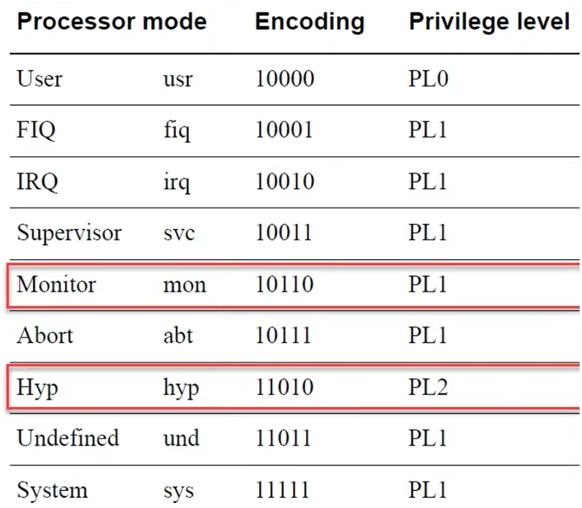 Processor mode Encoding Privilege level
User usr 10000 PL0
FIQ fiq 10001 PL1
IRQ irq 10010 PL1
Supervisor svc 10011 PL1
Monitor mon 10110 PL1
Abort abt 10111 PL1
Hyp hyp 11010 PL2
Undefined und 11011 PL1
System sys 11111 PL1